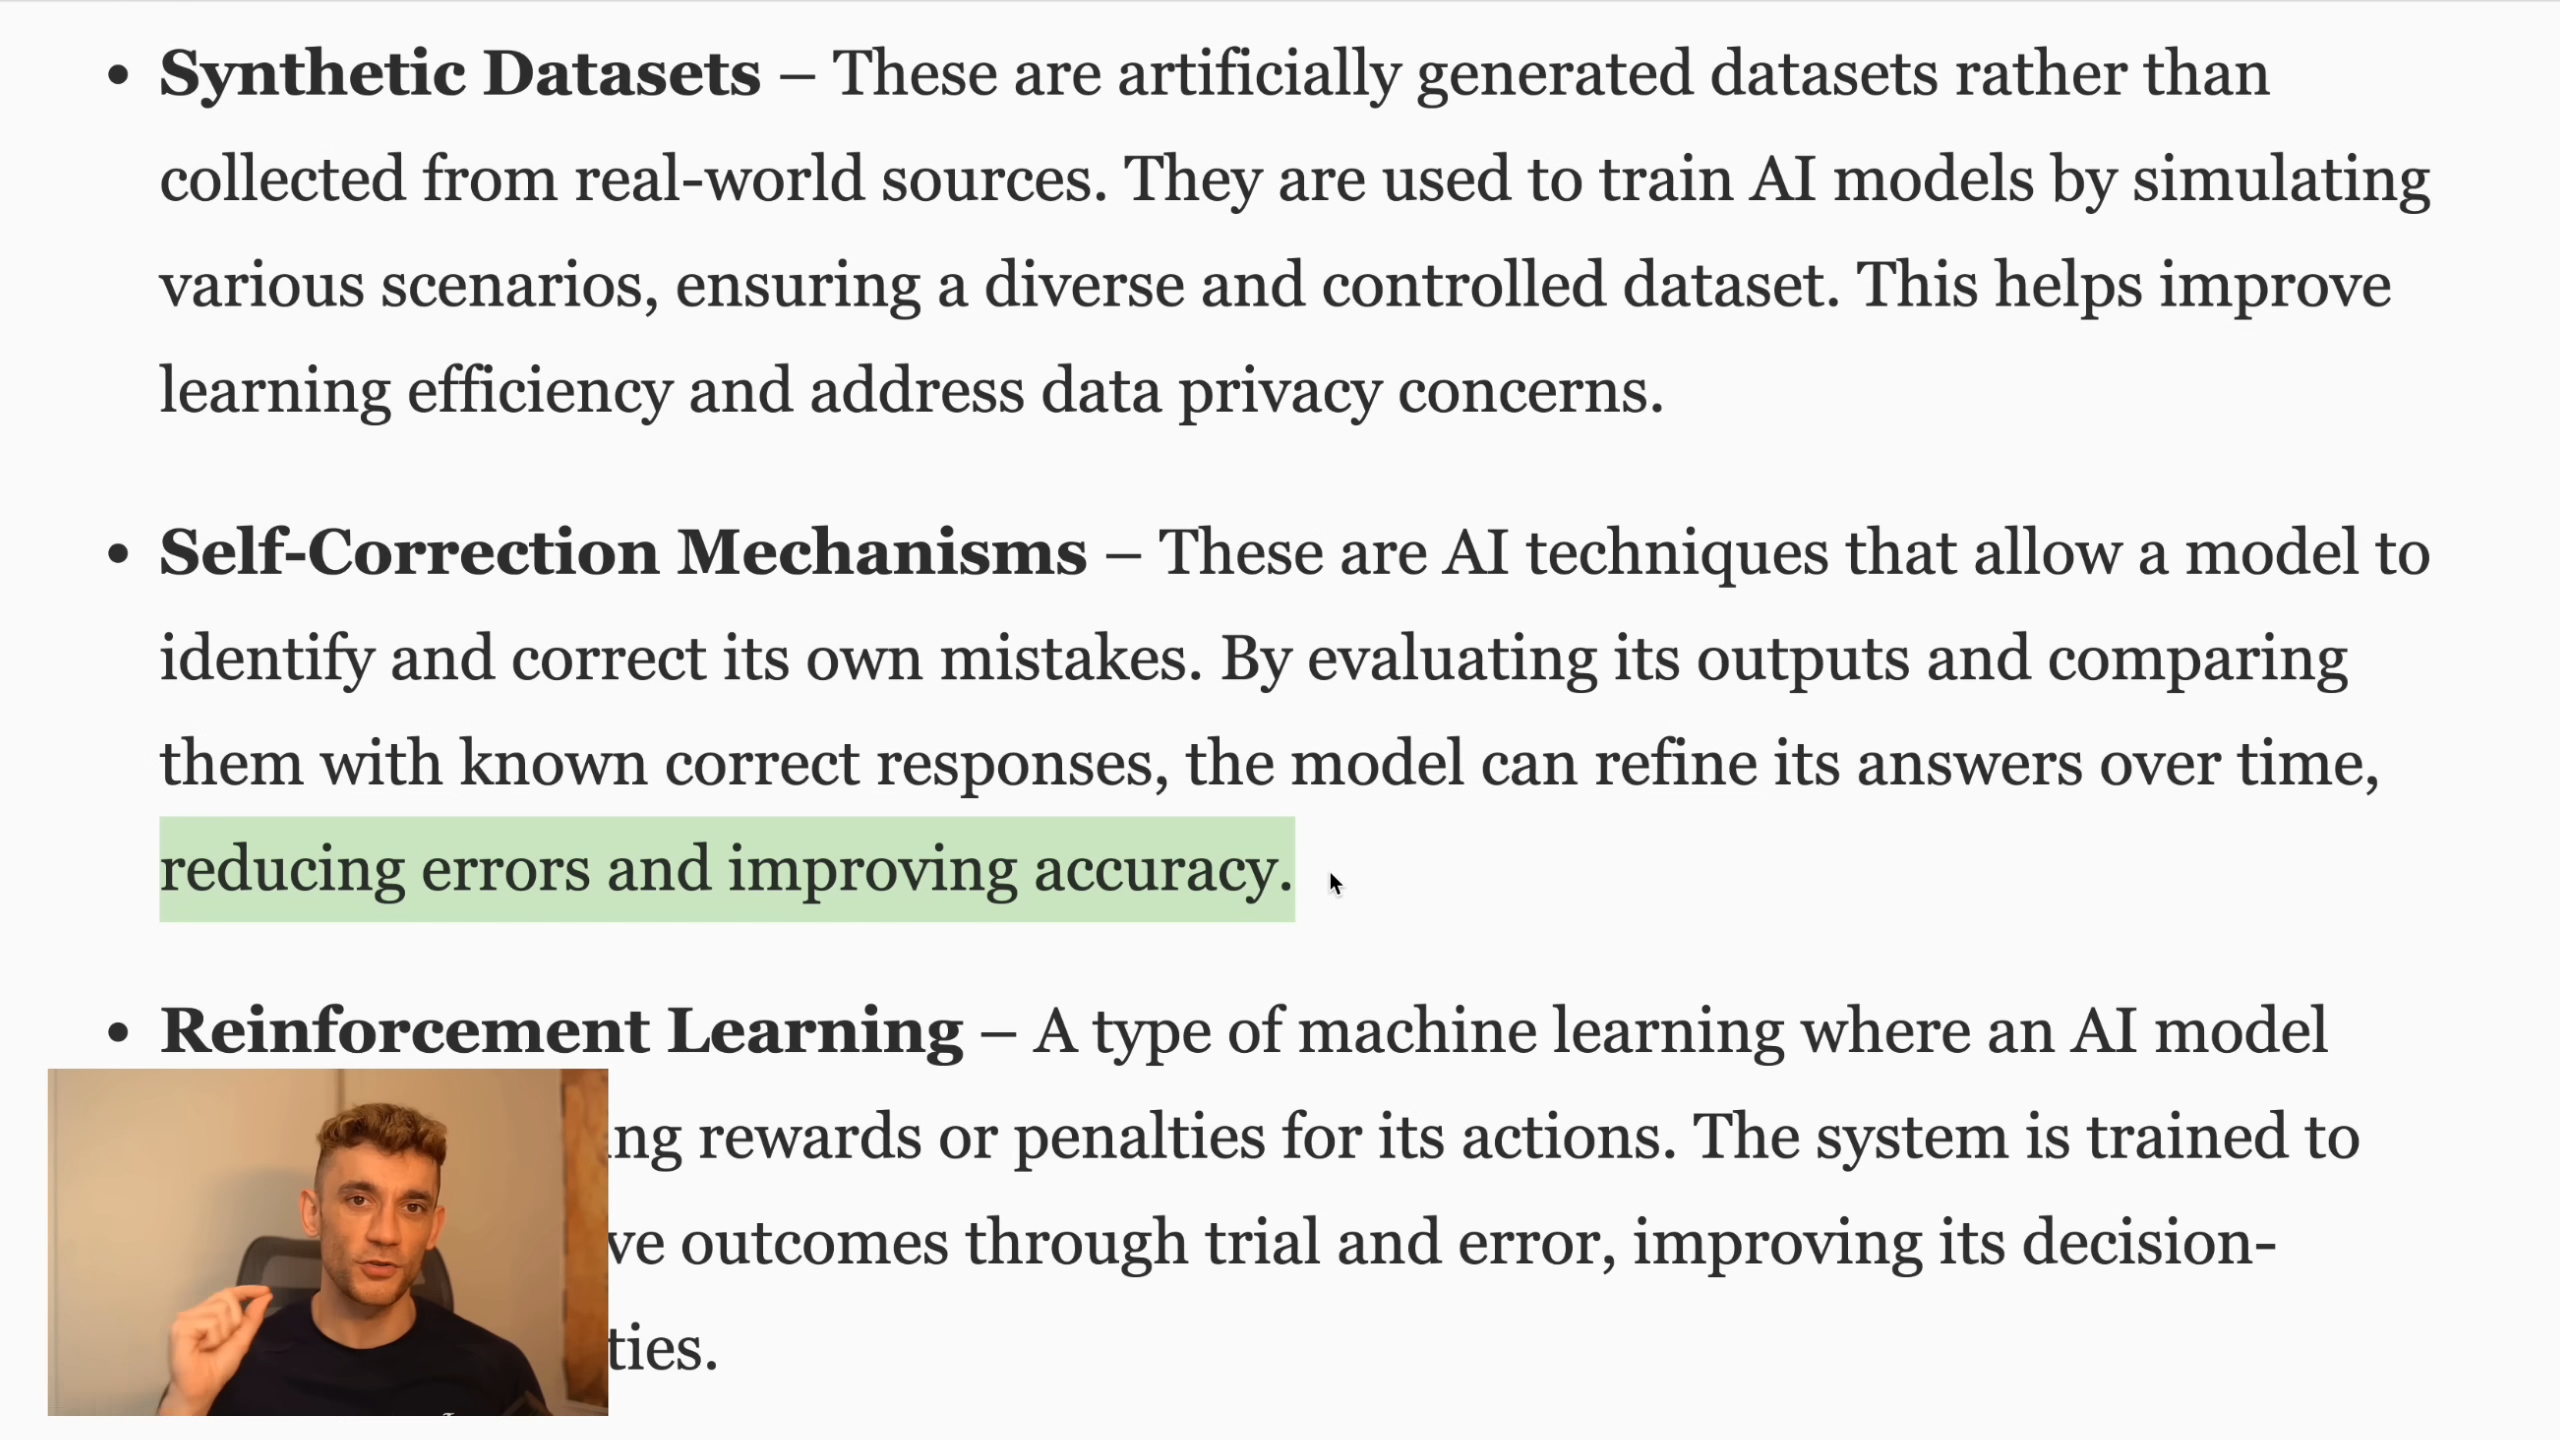 • Synthetic Datasets – These are artificially generated datasets rather than
collected from real-world sources. They are used to train AI models by simulating
various scenarios, ensuring a diverse and controlled dataset. This helps improve
learning efficiency and address data privacy concerns.
• Self-Correction Mechanisms – These are AI techniques that allow a model to
identify and correct its own mistakes. By evaluating its outputs and comparing
them with known correct responses, the model can refine its answers over time,
reducing errors and improving accuracy.
• Reinforcement Learning – A type of machine learning where an AI model
ng rewards or penalties for its actions. The system is trained to
ve outcomes through trial and error, improving its decision-
ties.